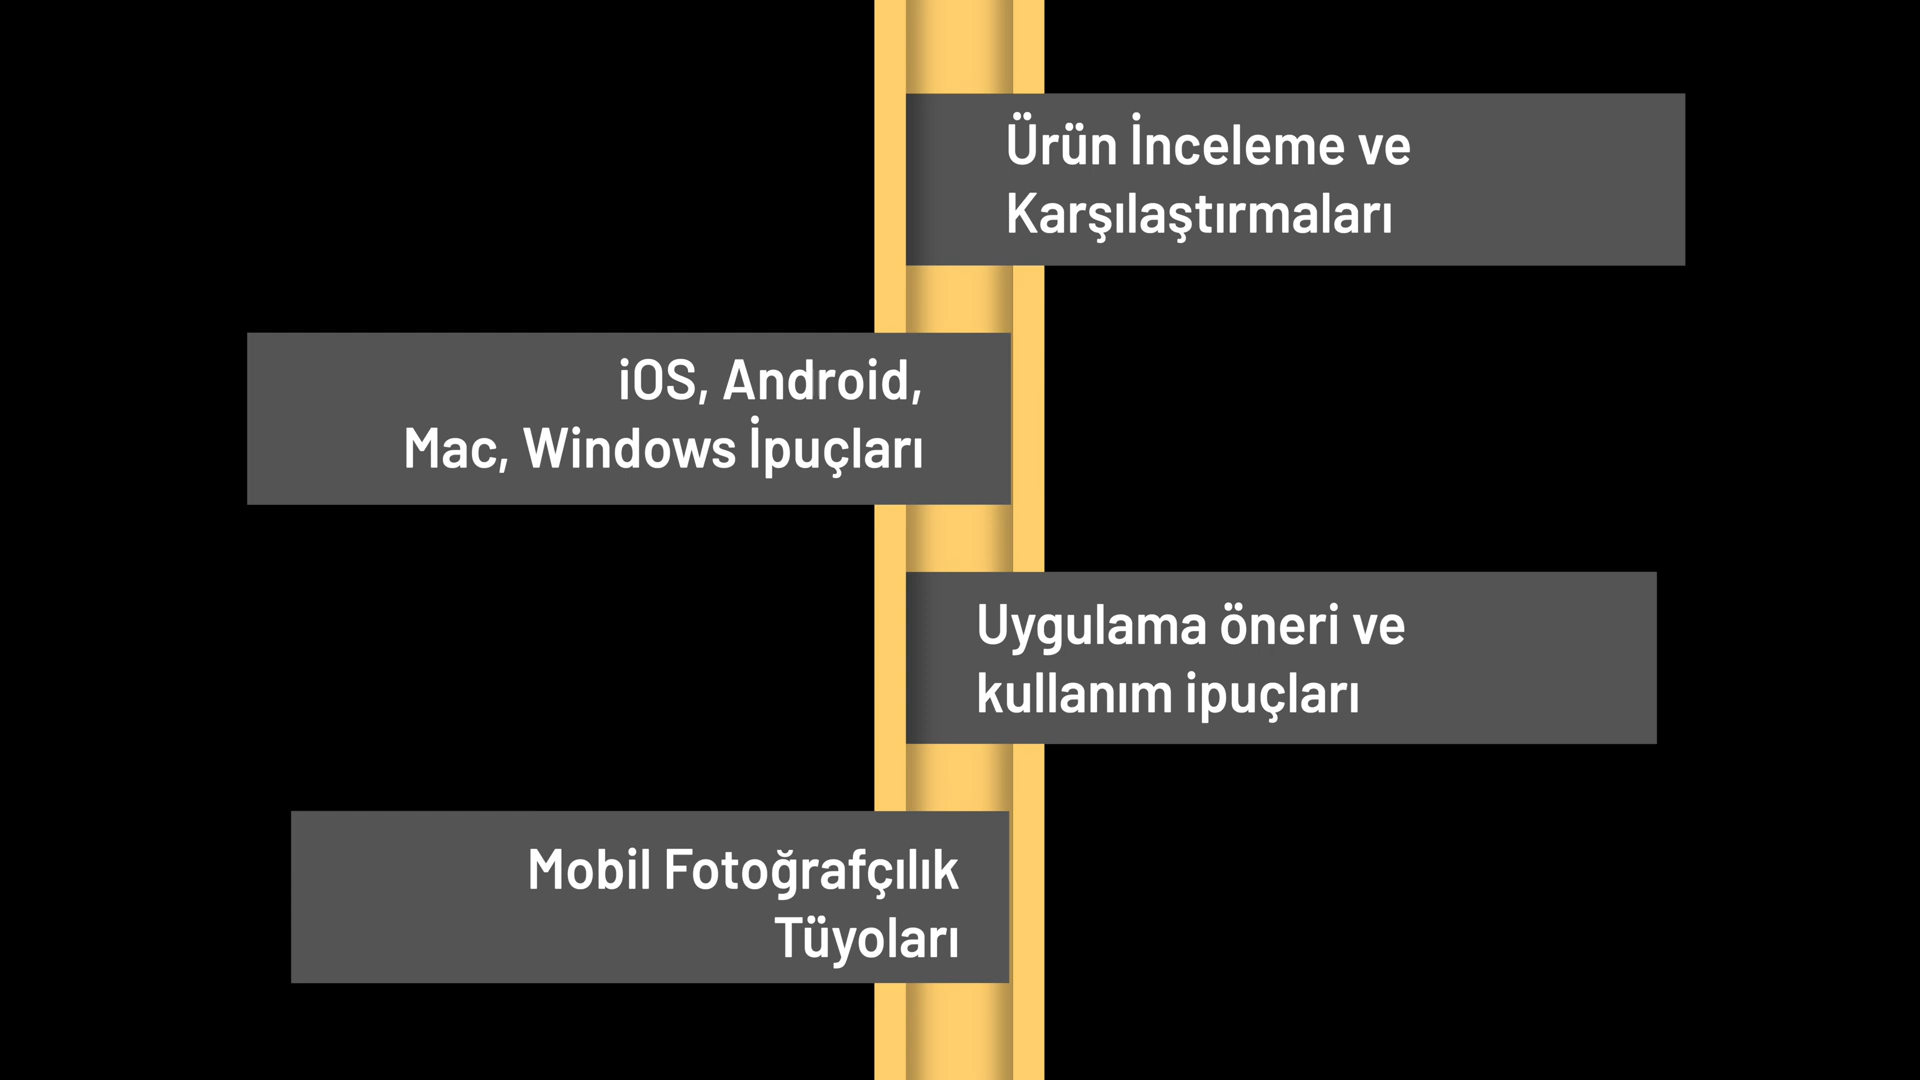 Ürün İnceleme ve
Karşılaştırmaları
iOS, Android,
Mac, Windows İpuçları
Uygulama öneri ve
kullanım ipuçları
Mobil Fotoğrafçılık
Tüyoları